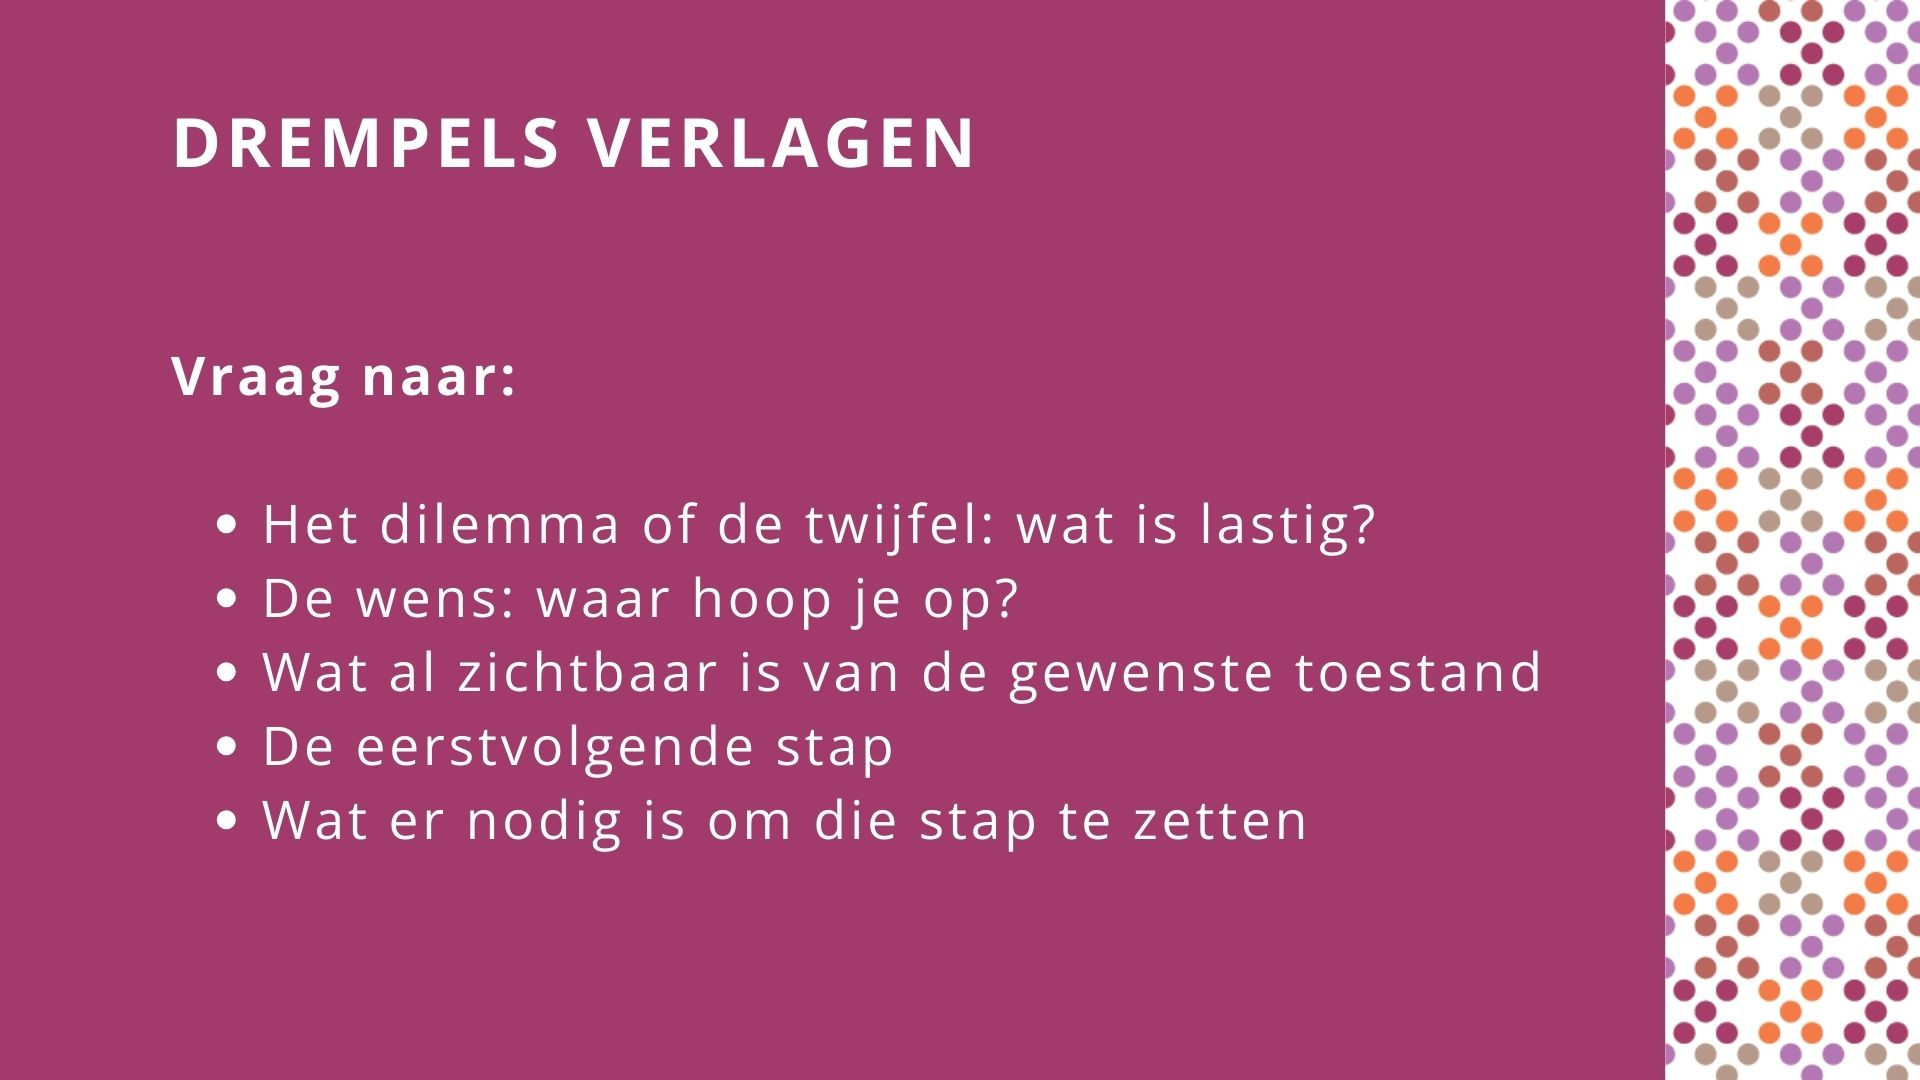 DREMPELS VERLAGEN
Vraag naar:
• Het dilemma of de twijfel: wat is lastig?
• De wens: waar hoop je op?
• Wat al zichtbaar is van de gewenste toestand
• De eerstvolgende stap
• Wat er nodig is om die stap te zetten